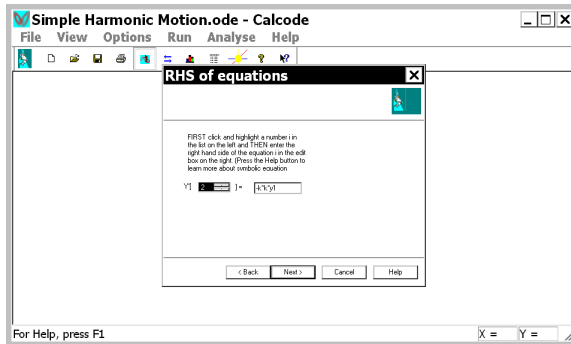 Simple Harmonic Motion.ode - Calcode
File View Options Run Analyse Help
RHS of equations
FIRST click and highlight a number i in
the list on the left and THEN enter the
right hand side of the equation i in the edit
box on the right. (Press the Help button to
learn more about symbolic equation
Y'[ 2 ] = -k*k*y1
< Back Next > Cancel Help
For Help, press F1 X = Y =